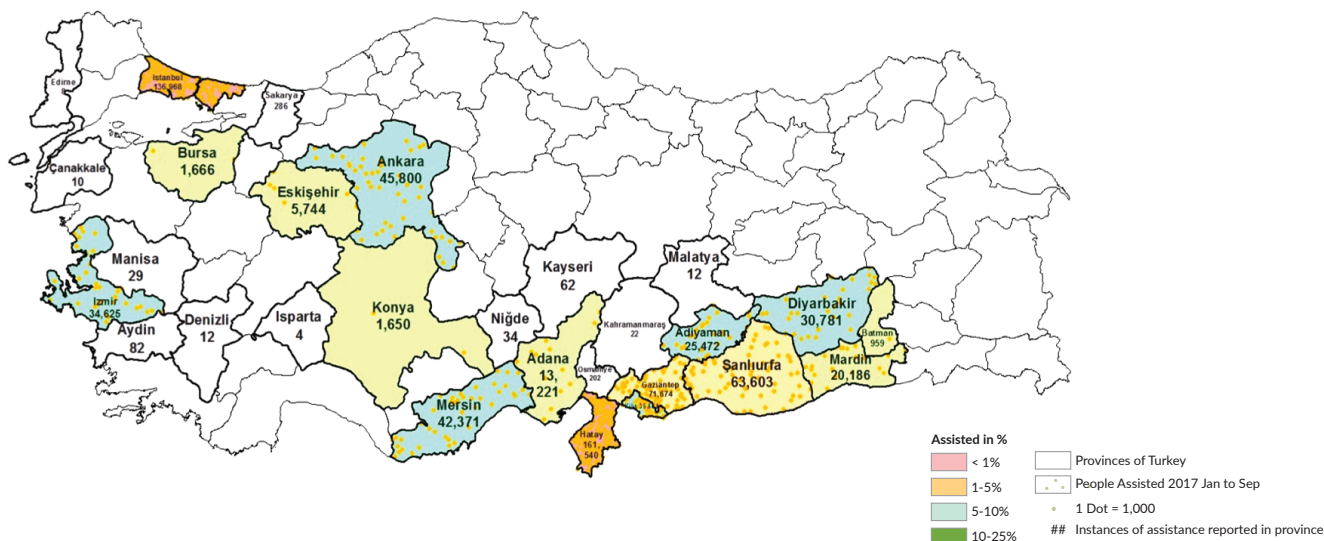 Edirne
8
Istanbul
136,968
Sakarya
286
Çanakkale
10
Bursa
1,666
Eskişehir
5,744
Ankara
45,800
Manisa
29
Izmir
34,625
Aydin
82
Denizli
12
Isparta
4
Konya
1,650
Niğde
34
Kayseri
62
Malatya
12
Kahramanmaraş
22
Adana
13,
221
Osmaniye
202
Mersin
42,371
Hatay
161,
540
Gaziantep
71,674
Adiyaman
25,472
Şanlıurfa
63,603
Diyarbakir
30,781
Batman
959
Mardin
20,186
Assisted in %
< 1%
1-5%
5-10%
10-25%
Provinces of Turkey
People Assisted 2017 Jan to Sep
1 Dot = 1,000
## Instances of assistance reported in province